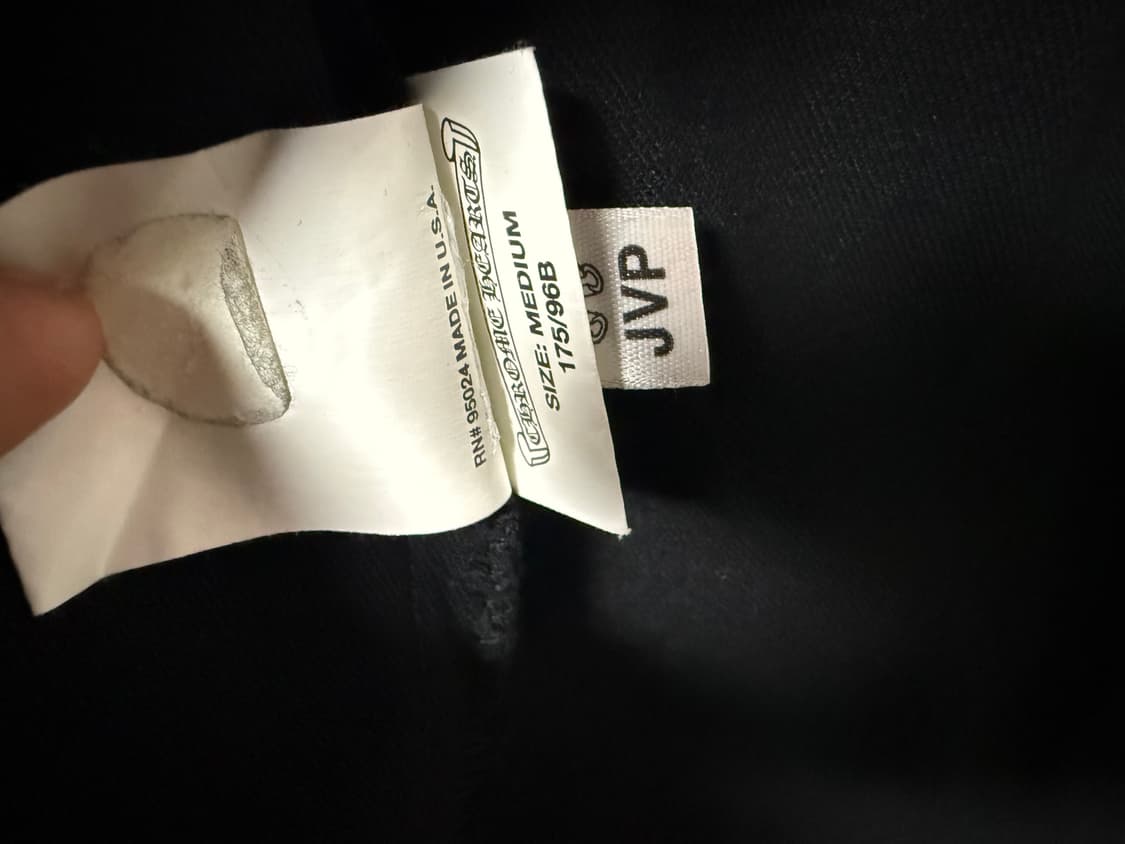 RN# 95024 MADE IN U.S.A.
CHROME HEARTS
SIZE: MEDIUM
175/96B
JVP